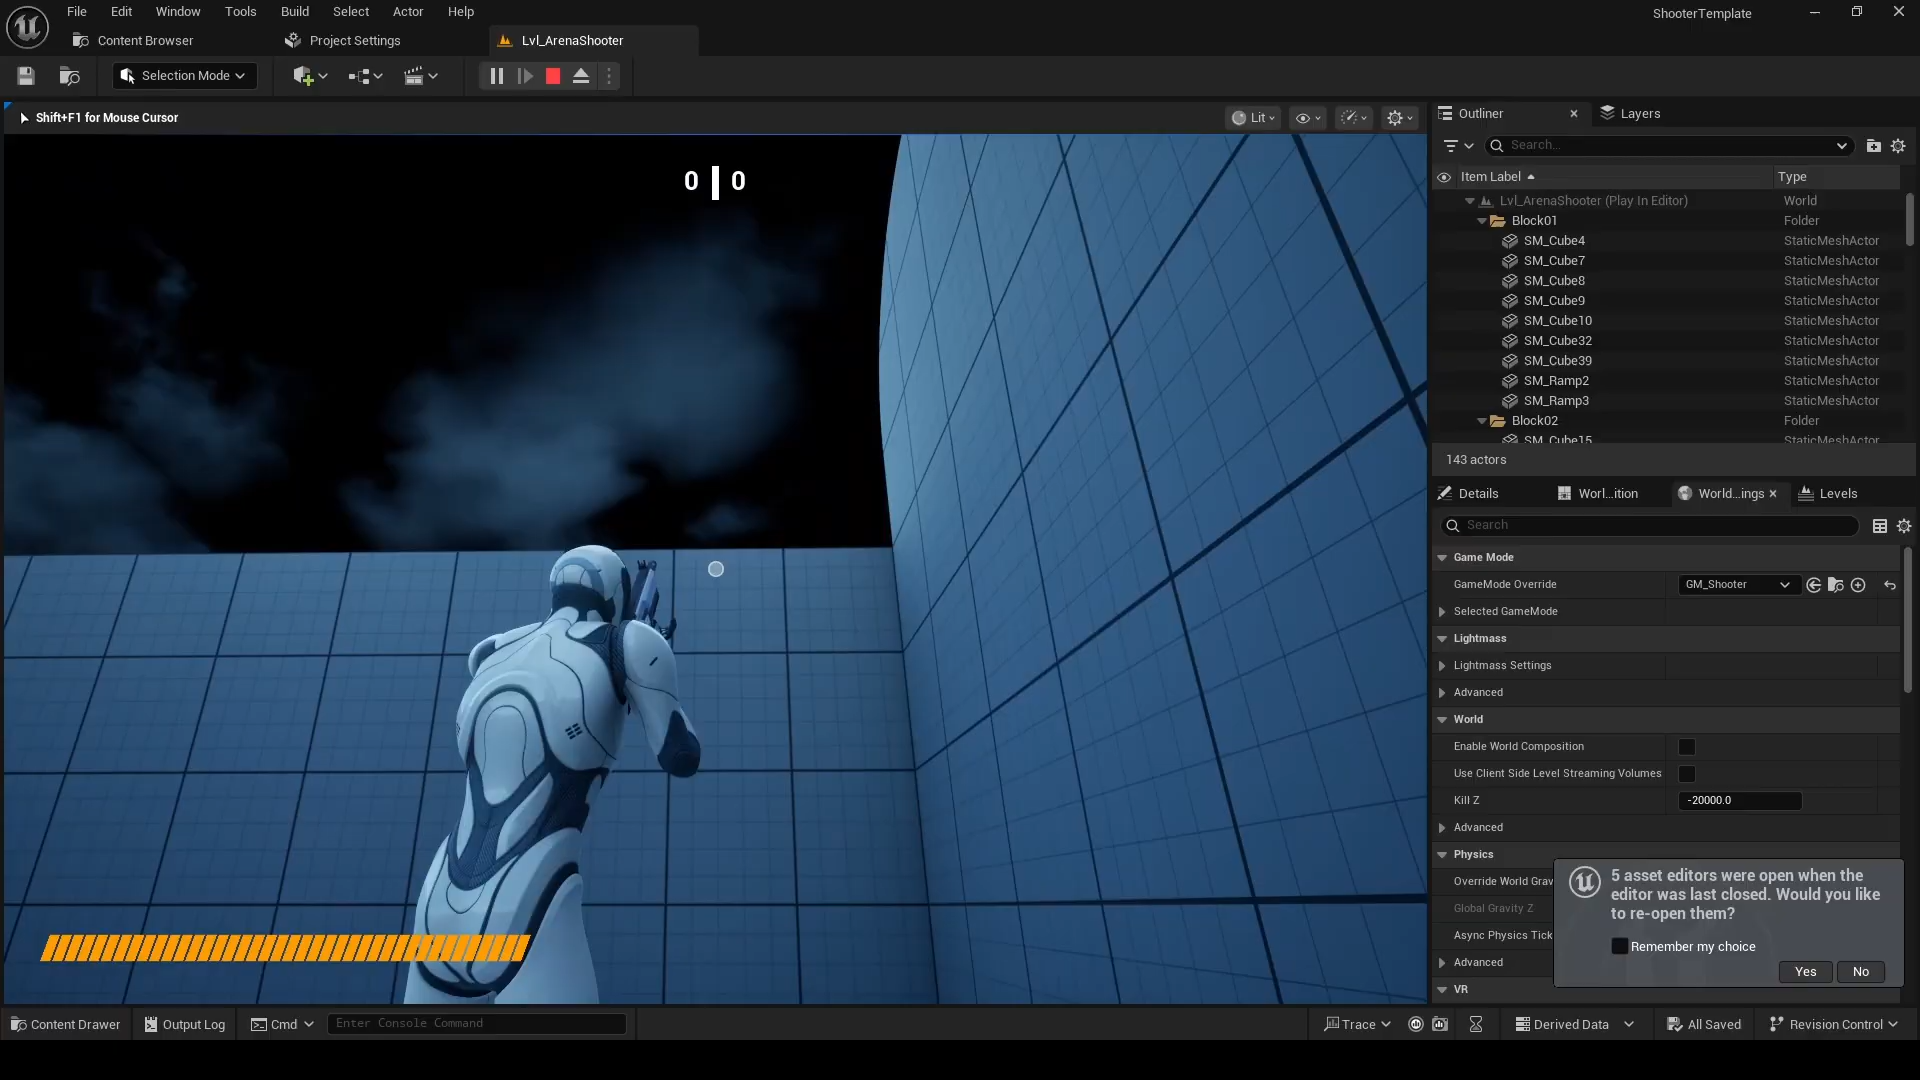 File Edit Window Tools Build Select Actor Help
ShooterTemplate
Content Browser
Project Settings
Lvl_ArenaShooter
Selection Mode
Shift+F1 for Mouse Cursor
Lit
0 0
Outliner
Layers
Search...
Item Label
Type
Lvl_ArenaShooter (Play In Editor) World
Block01 Folder
SM_Cube4 StaticMeshActor
SM_Cube7 StaticMeshActor
SM_Cube8 StaticMeshActor
SM_Cube9 StaticMeshActor
SM_Cube10 StaticMeshActor
SM_Cube32 StaticMeshActor
SM_Cube39 StaticMeshActor
SM_Ramp2 StaticMeshActor
SM_Ramp3 StaticMeshActor
Block02 Folder
SM_Cube15 StaticMeshActor
143 actors
Details
Worl...ition
World...ings
Levels
Search
Game Mode
GameMode Override GM_Shooter
Selected GameMode
Lightmass
Lightmass Settings
Advanced
World
Enable World Composition
Use Client Side Level Streaming Volumes
Kill Z -20000.0
Advanced
Physics
Override World Grav
Global Gravity Z
Async Physics Tick
Advanced
VR
5 asset editors were open when the
editor was last closed. Would you like
to re-open them?
Remember my choice
Yes No
Content Drawer
Output Log
Cmd
Enter Console Command
Trace
Derived Data
All Saved
Revision Control